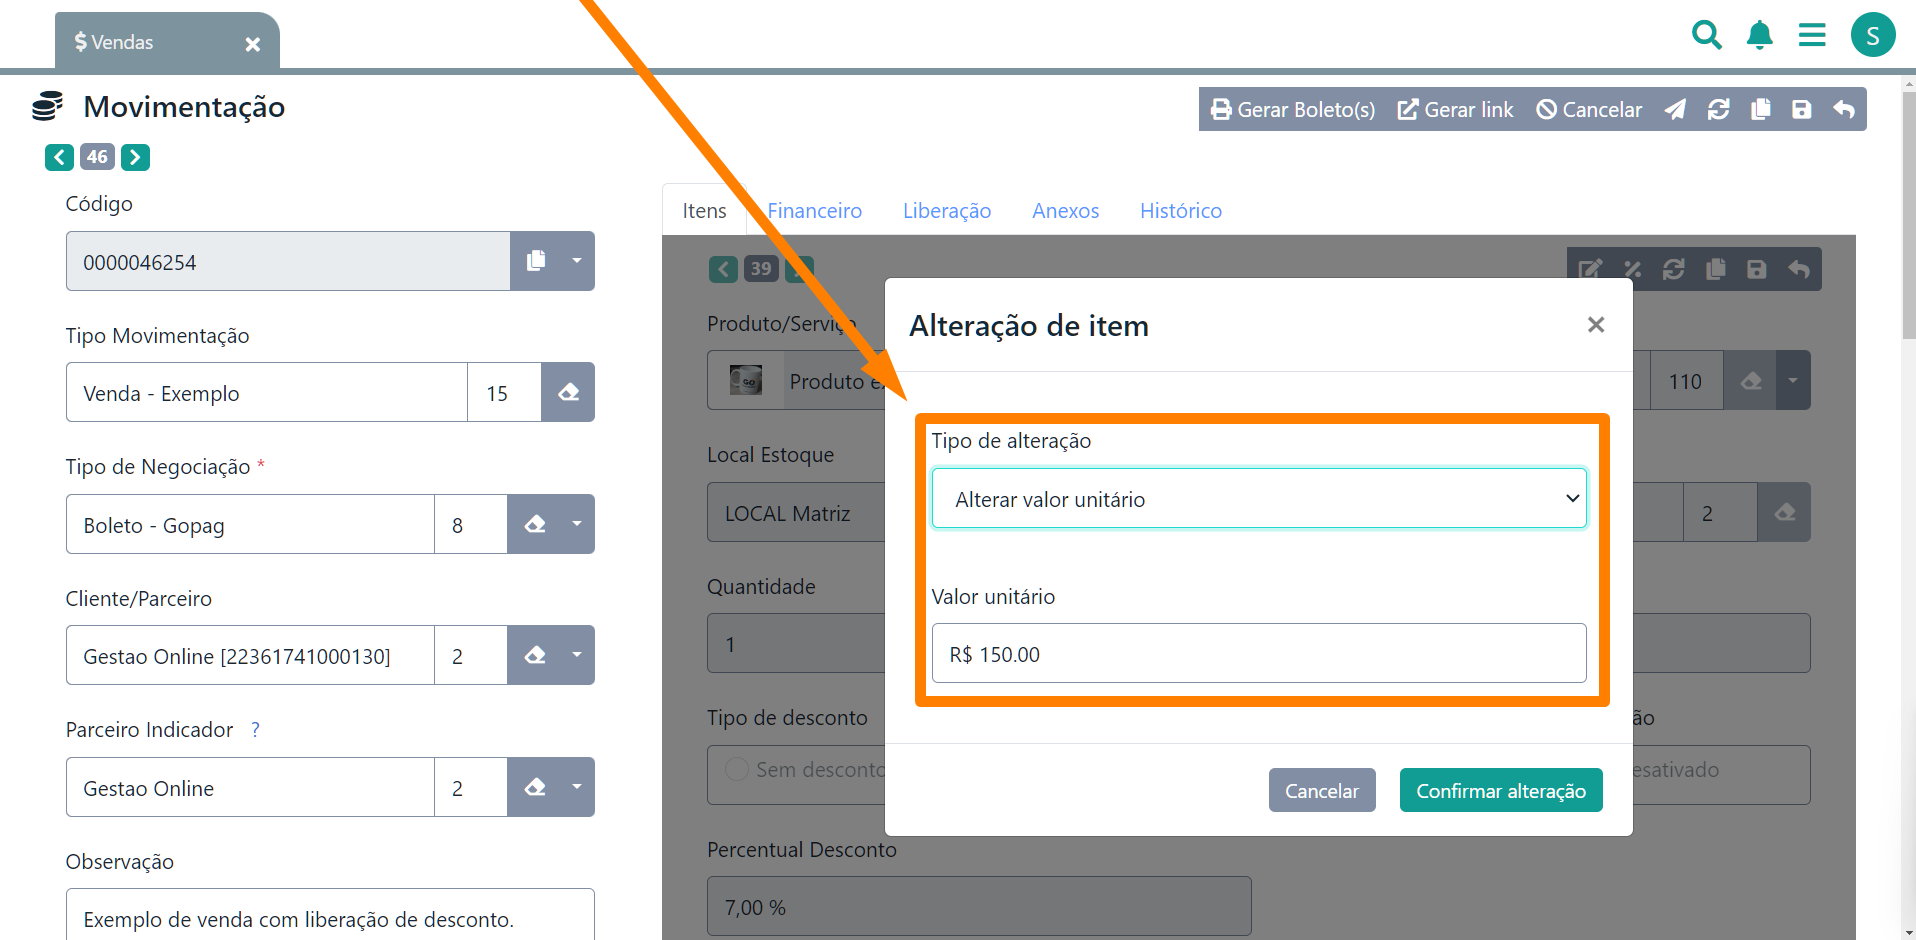 $ Vendas
S
Movimentação
Gerar Boleto(s) Gerar link Cancelar
46
Código
0000046254
Tipo Movimentação
Venda - Exemplo 15
Tipo de Negociação *
Boleto - Gopag 8
Cliente/Parceiro
Gestao Online [22361741000130] 2
Parceiro Indicador ?
Gestao Online 2
Observação
Exemplo de venda com liberação de desconto.
Itens Financeiro Liberação Anexos Histórico
39
Produto/Serviço
GO
Produto e 110
Local Estoque
LOCAL Matriz 2
Quantidade
1
Tipo de desconto ão
Sem desconto esativado
Percentual Desconto
7,00 %
Alteração de item
Tipo de alteração
Alterar valor unitário
Valor unitário
R$ 150.00
Cancelar Confirmar alteração